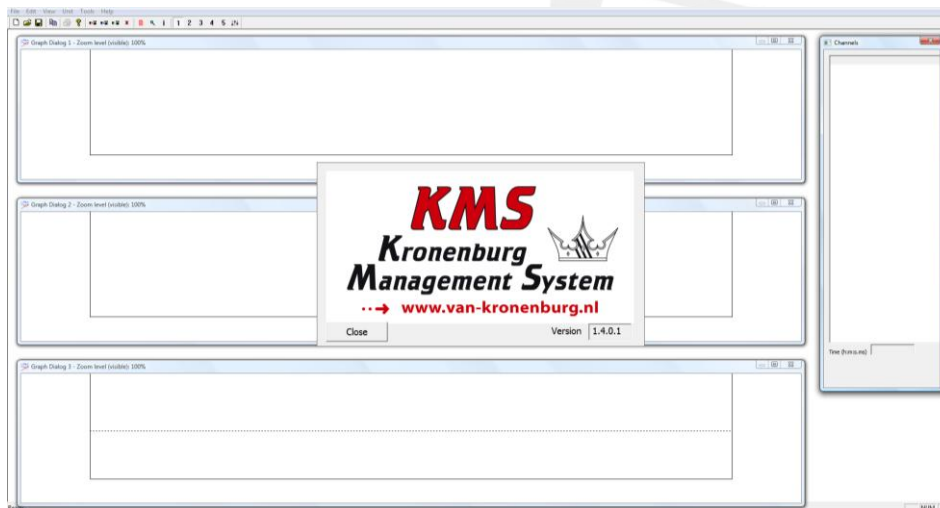 File Edit View Unit Tools Help
1 2 3 4 5
Graph Dialog 1 - Zoom level (visible): 100%
Channels
Graph Dialog 2 - Zoom level (visible): 100%
KMS
Kronenburg
Management System
www.van-kronenburg.nl
Close
Version 1.4.0.1
Time (h:m:s.ms)
Graph Dialog 3 - Zoom level (visible): 100%
NUM